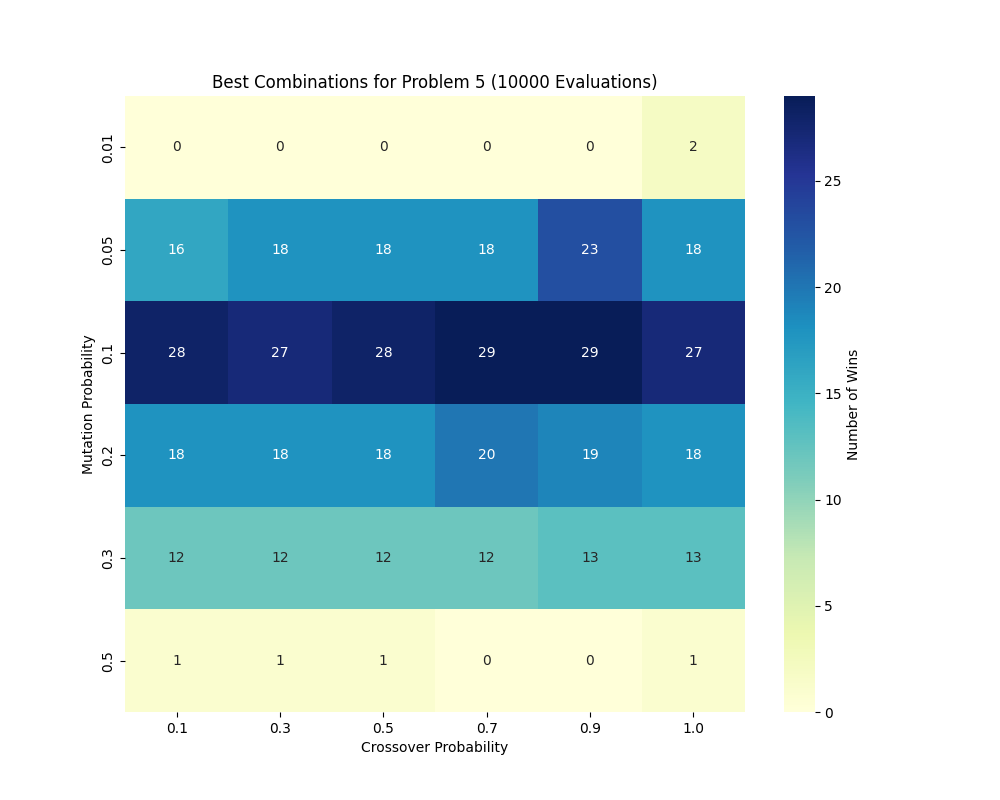 Best Combinations for Problem 5 (10000 Evaluations)
0.01 0 0 0 0 0 2
0.05 16 18 18 18 23 18
0.1 28 27 28 29 29 27
0.2 18 18 18 20 19 18
0.3 12 12 12 12 13 13
0.5 1 1 1 0 0 1
0.1 0.3 0.5 0.7 0.9 1.0
Crossover Probability
Mutation Probability
25
20
15
10
5
0
Number of Wins